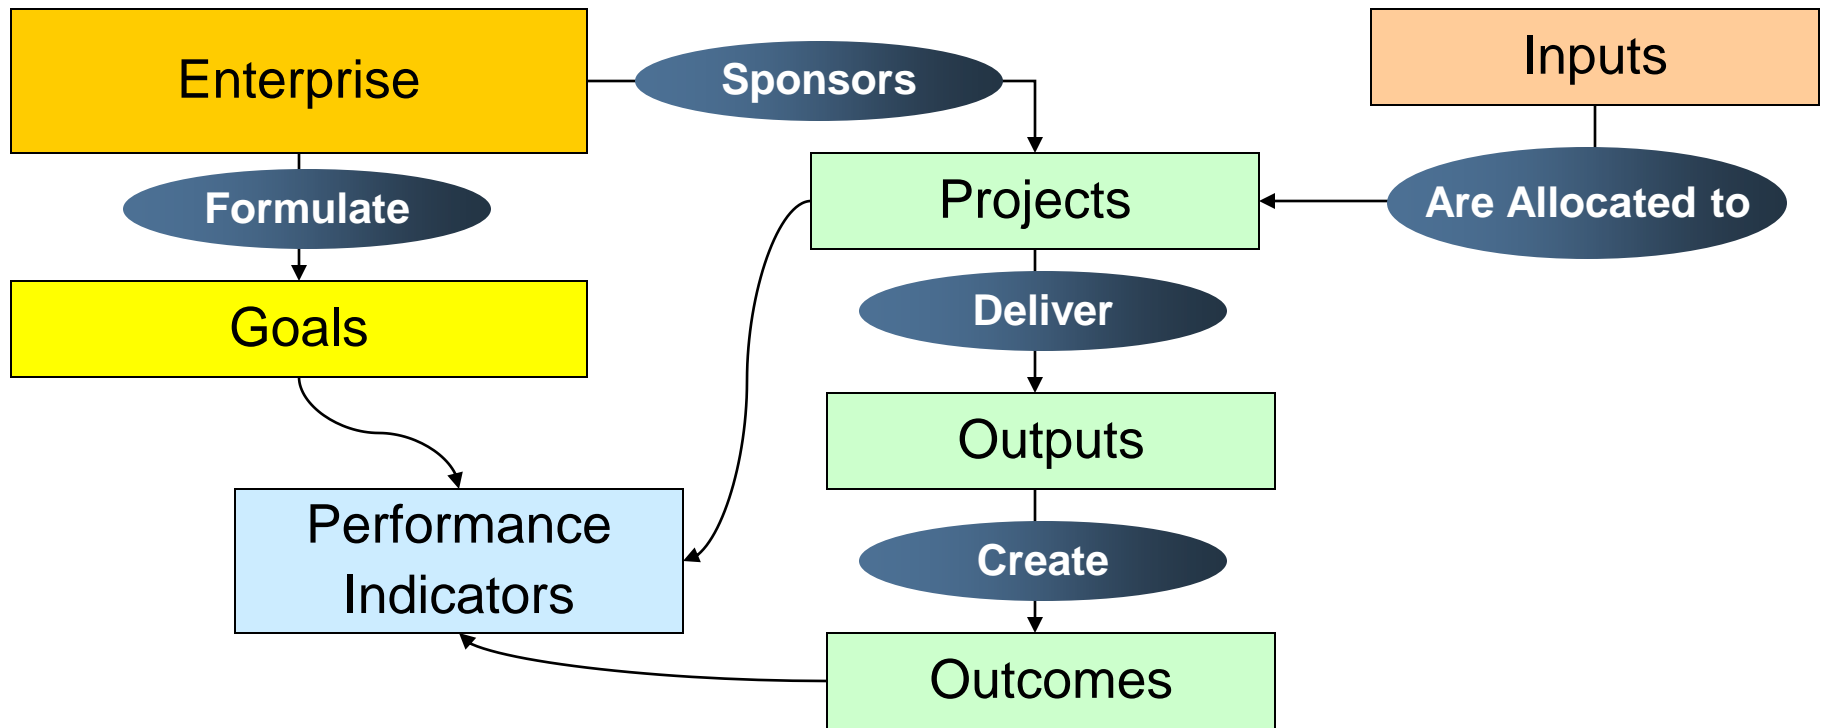 Enterprise
Sponsors
Inputs
Formulate
Projects
Are Allocated to
Goals
Deliver
Outputs
Performance
Indicators
Create
Outcomes